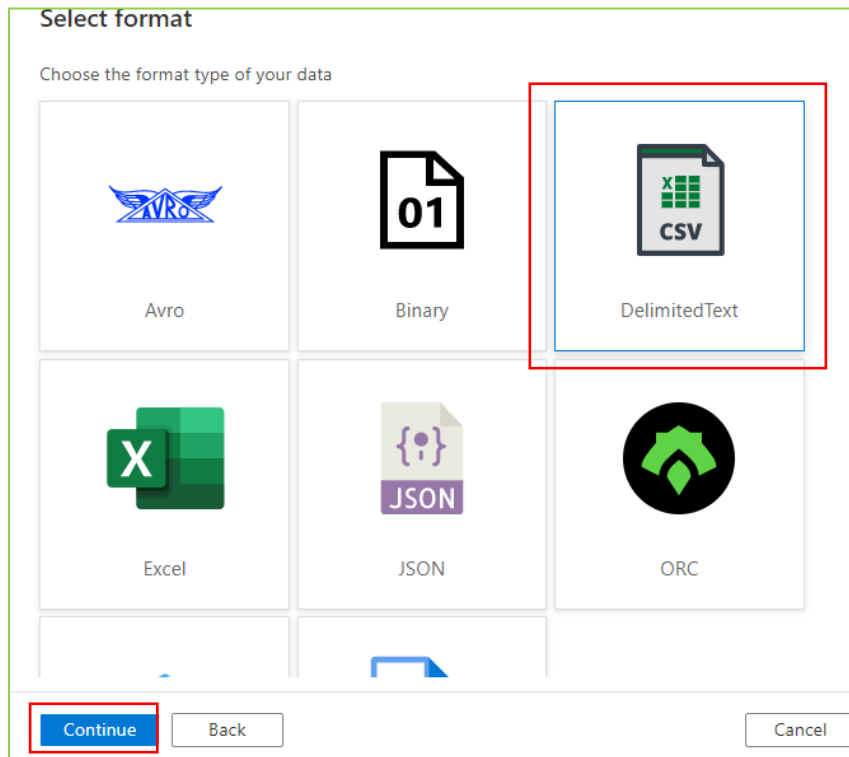 Select format
Choose the format type of your data
AVRO
01
X
CSV
Avro
Binary
DelimitedText
X
{ }
JSON
Excel
JSON
ORC
Continue
Back
Cancel